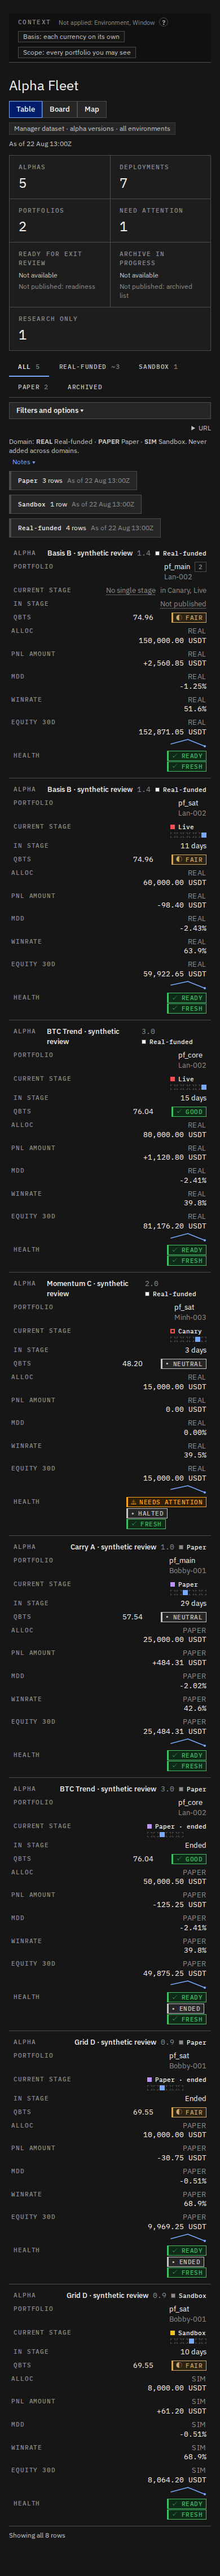 CONTEXT Not applied: Environment, Window ?
Basis: each currency on its own
Scope: every portfolio you may see
Alpha Fleet
Table Board Map
Manager dataset · alpha versions · all environments
As of 22 Aug 13:00Z
ALPHAS
5
DEPLOYMENTS
7
PORTFOLIOS
2
NEED ATTENTION
1
READY FOR EXIT REVIEW
Not available
Not published: readiness
ARCHIVE IN PROGRESS
Not available
Not published: archived list
RESEARCH ONLY
1
ALL 5 REAL-FUNDED ~3 SANDBOX 1
PAPER 2 ARCHIVED
Filters and options ▾
▶ URL
Domain: REAL Real-funded · PAPER Paper · SIM Sandbox. Never added across domains.
Notes ▾
Paper 3 rows As of 22 Aug 13:00Z
Sandbox 1 row As of 22 Aug 13:00Z
Real-funded 4 rows As of 22 Aug 13:00Z
ALPHA Basis B · synthetic review 1.4 Real-funded
PORTFOLIO pf_main 2
Lan-002
CURRENT STAGE No single stage in Canary, Live
IN STAGE Not published
QBTS 74.96 FAIR
ALLOC REAL
150,000.00 USDT
PNL AMOUNT REAL
+2,560.85 USDT
MDD REAL
-1.25%
WINRATE REAL
51.6%
EQUITY 30D REAL
152,871.05 USDT
HEALTH ✓ READY
✓ FRESH
ALPHA Basis B · synthetic review 1.4 Real-funded
PORTFOLIO pf_sat
Lan-002
CURRENT STAGE Live
IN STAGE 11 days
QBTS 74.96 FAIR
ALLOC REAL
60,000.00 USDT
PNL AMOUNT REAL
-98.40 USDT
MDD REAL
-2.43%
WINRATE REAL
63.9%
EQUITY 30D REAL
59,922.65 USDT
HEALTH ✓ READY
✓ FRESH
ALPHA BTC Trend · synthetic review 3.0 Real-funded
PORTFOLIO pf_core
Lan-002
CURRENT STAGE Live
IN STAGE 15 days
QBTS 76.04 ✓ GOOD
ALLOC REAL
80,000.00 USDT
PNL AMOUNT REAL
+1,120.80 USDT
MDD REAL
-2.41%
WINRATE REAL
39.8%
EQUITY 30D REAL
81,176.20 USDT
HEALTH ✓ READY
✓ FRESH
ALPHA Momentum C · synthetic review 2.0 Real-funded
PORTFOLIO pf_sat
Minh-003
CURRENT STAGE Canary
IN STAGE 3 days
QBTS 48.20 • NEUTRAL
ALLOC REAL
15,000.00 USDT
PNL AMOUNT REAL
0.00 USDT
MDD REAL
0.00%
WINRATE REAL
39.5%
EQUITY 30D REAL
15,000.00 USDT
HEALTH ⚠ NEEDS ATTENTION
• HALTED
✓ FRESH
ALPHA Carry A · synthetic review 1.0 Paper
PORTFOLIO pf_main
Bobby-001
CURRENT STAGE Paper
IN STAGE 29 days
QBTS 57.54 • NEUTRAL
ALLOC PAPER
25,000.00 USDT
PNL AMOUNT PAPER
+484.31 USDT
MDD PAPER
-2.02%
WINRATE PAPER
42.6%
EQUITY 30D PAPER
25,484.31 USDT
HEALTH ✓ READY
✓ FRESH
ALPHA BTC Trend · synthetic review 3.0 Paper
PORTFOLIO pf_core
Lan-002
CURRENT STAGE Paper · ended
IN STAGE Ended
QBTS 76.04 ✓ GOOD
ALLOC PAPER
50,000.50 USDT
PNL AMOUNT PAPER
-125.25 USDT
MDD PAPER
-2.41%
WINRATE PAPER
39.8%
EQUITY 30D PAPER
49,875.25 USDT
HEALTH ✓ READY
• ENDED
✓ FRESH
ALPHA Grid D · synthetic review 0.9 Paper
PORTFOLIO pf_sat
Bobby-001
CURRENT STAGE Paper · ended
IN STAGE Ended
QBTS 69.55 FAIR
ALLOC PAPER
10,000.00 USDT
PNL AMOUNT PAPER
-30.75 USDT
MDD PAPER
-0.51%
WINRATE PAPER
68.9%
EQUITY 30D PAPER
9,969.25 USDT
HEALTH ✓ READY
• ENDED
✓ FRESH
ALPHA Grid D · synthetic review 0.9 Sandbox
PORTFOLIO pf_sat
Bobby-001
CURRENT STAGE Sandbox
IN STAGE 10 days
QBTS 69.55 FAIR
ALLOC SIM
8,000.00 USDT
PNL AMOUNT SIM
+61.20 USDT
MDD SIM
-0.51%
WINRATE SIM
68.9%
EQUITY 30D SIM
8,064.20 USDT
HEALTH ✓ READY
✓ FRESH
Showing all 8 rows